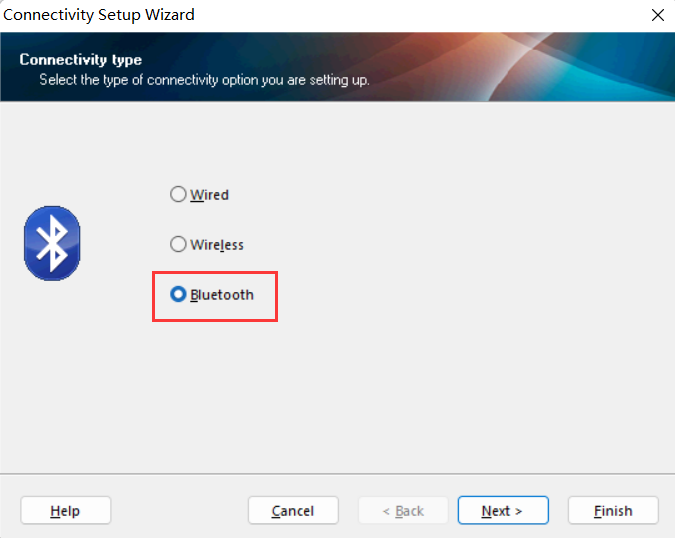 Connectivity Setup Wizard
Connectivity type
Select the type of connectivity option you are setting up.
Wired
Wireless
Bluetooth
Help Cancel < Back Next > Finish